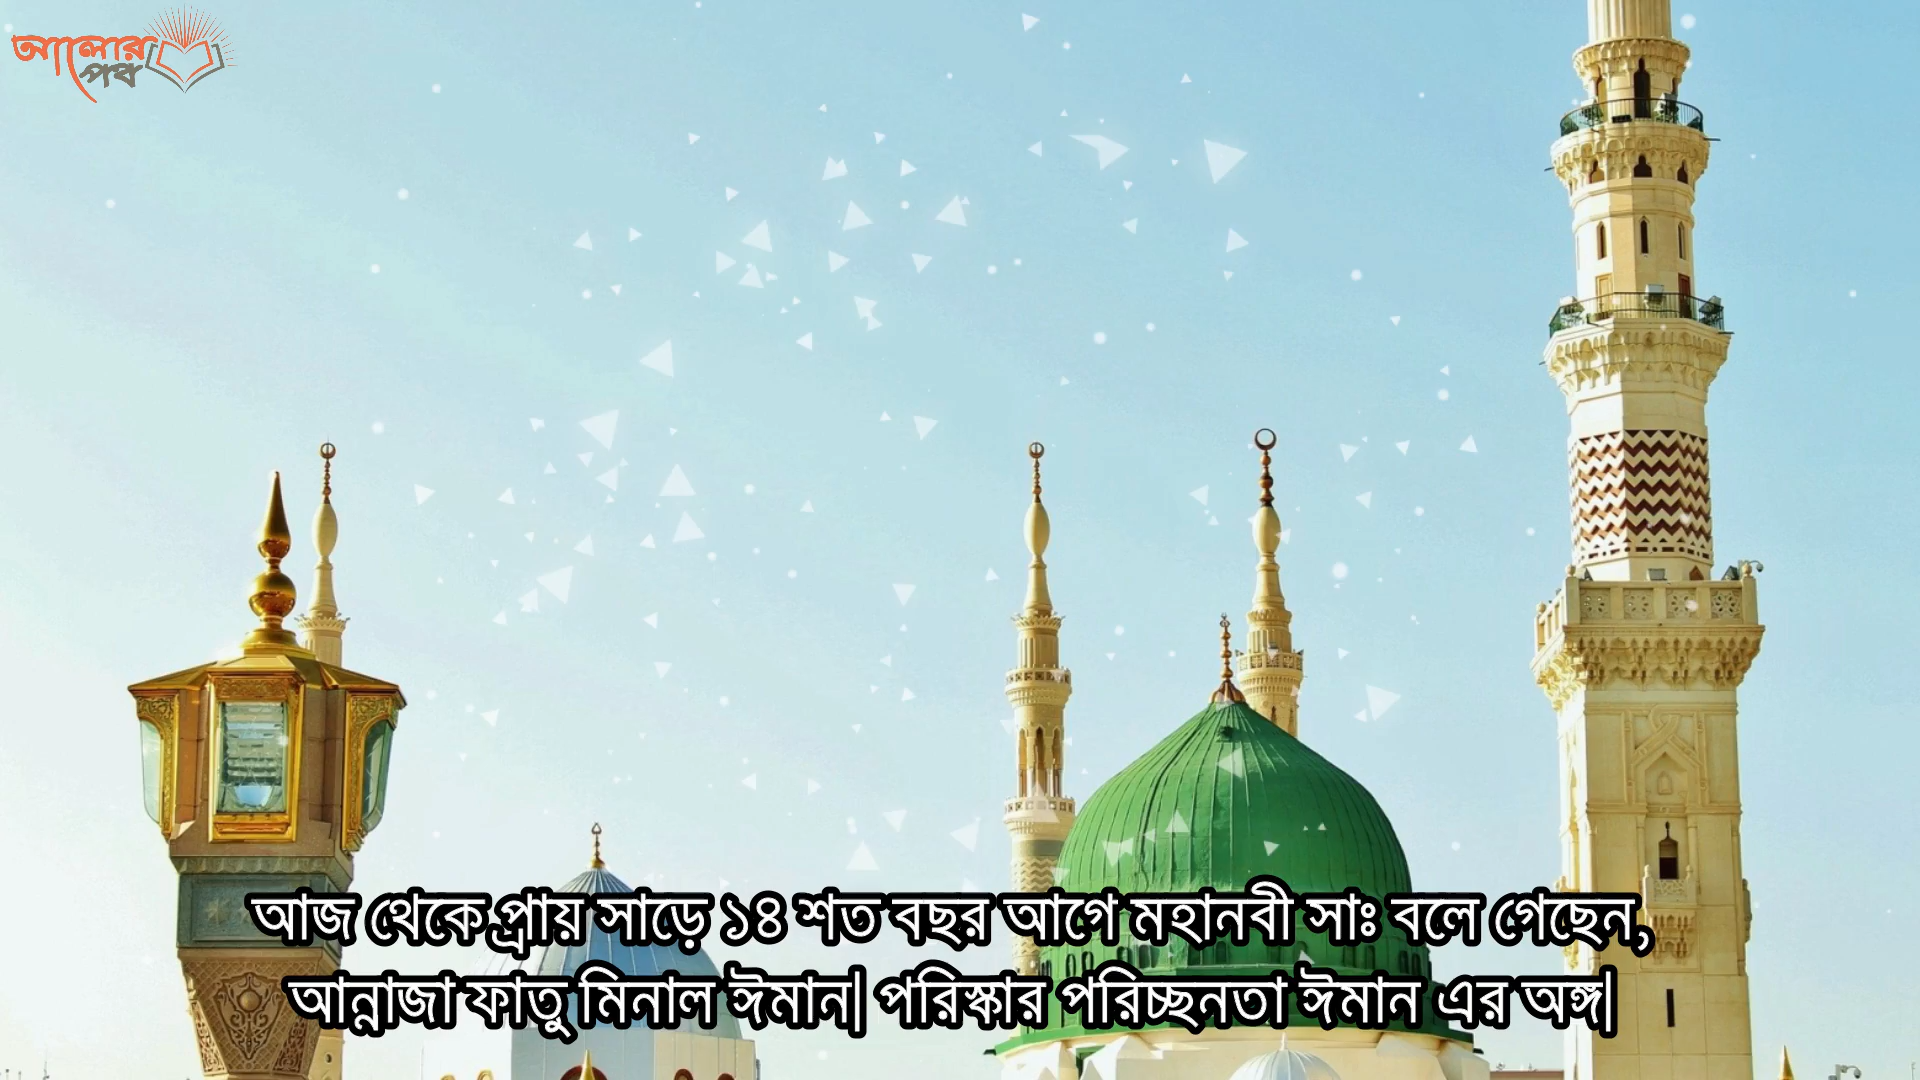 আলোর
পথ
আজ থেকে প্রায় সাড়ে ১৪ শত বছর আগে মহানবী সাঃ বলে গেছেন,
আন্নাজা ফাতু মিনাল ঈমান| পরিস্কার পরিচ্ছনতা ঈমান এর অঙ্গ|